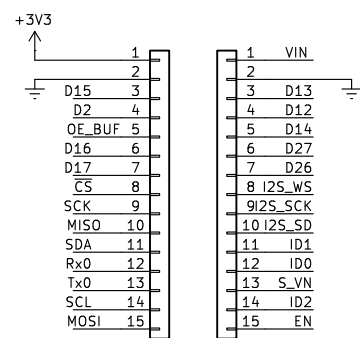 +3V3
1 1 VIN
2 2
D15 3 3 D13
D2 4 4 D12
OE_BUF 5 5 D14
D16 6 6 D27
D17 7 7 D26
CS 8 8 I2S_WS
SCK 9 9 I2S_SCK
MISO 10 10 I2S_SD
SDA 11 11 ID1
Rx0 12 12 ID0
Tx0 13 13 S_VN
SCL 14 14 ID2
MOSI 15 15 EN